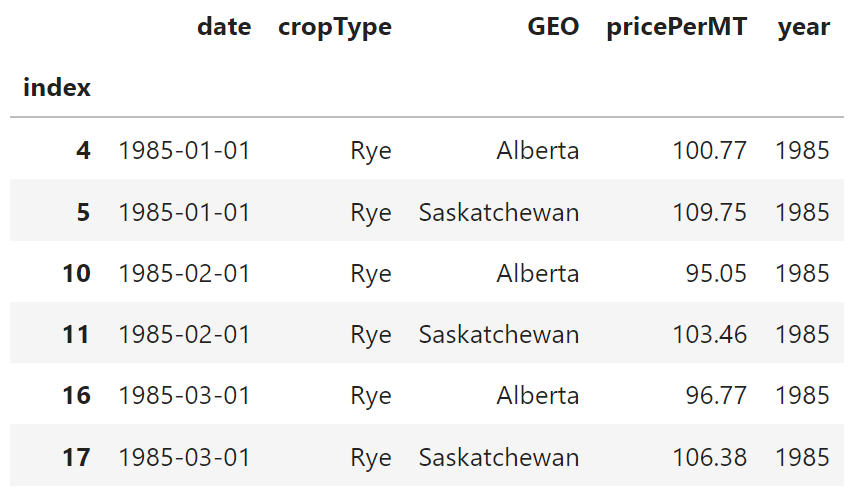 date cropType GEO pricePerMT year
index
4 1985-01-01 Rye Alberta 100.77 1985
5 1985-01-01 Rye Saskatchewan 109.75 1985
10 1985-02-01 Rye Alberta 95.05 1985
11 1985-02-01 Rye Saskatchewan 103.46 1985
16 1985-03-01 Rye Alberta 96.77 1985
17 1985-03-01 Rye Saskatchewan 106.38 1985